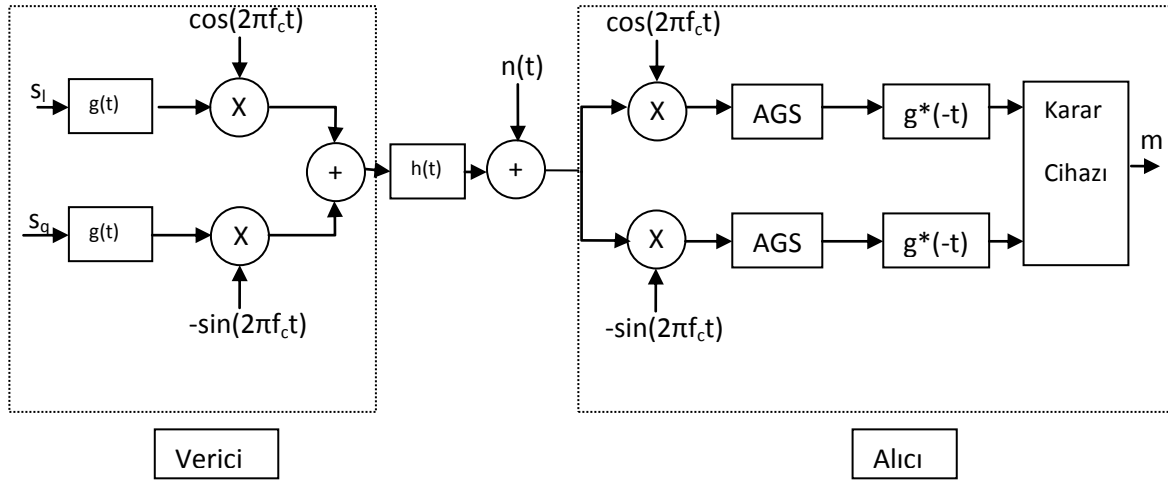 cos(2πf_ct)
s_I
g(t)
X
+
s_q
g(t)
X
-sin(2πf_ct)
h(t)
n(t)
+
cos(2πf_ct)
X
AGS
g*(-t)
X
AGS
g*(-t)
-sin(2πf_ct)
Karar
Cihazı
m
Verici
Alıcı